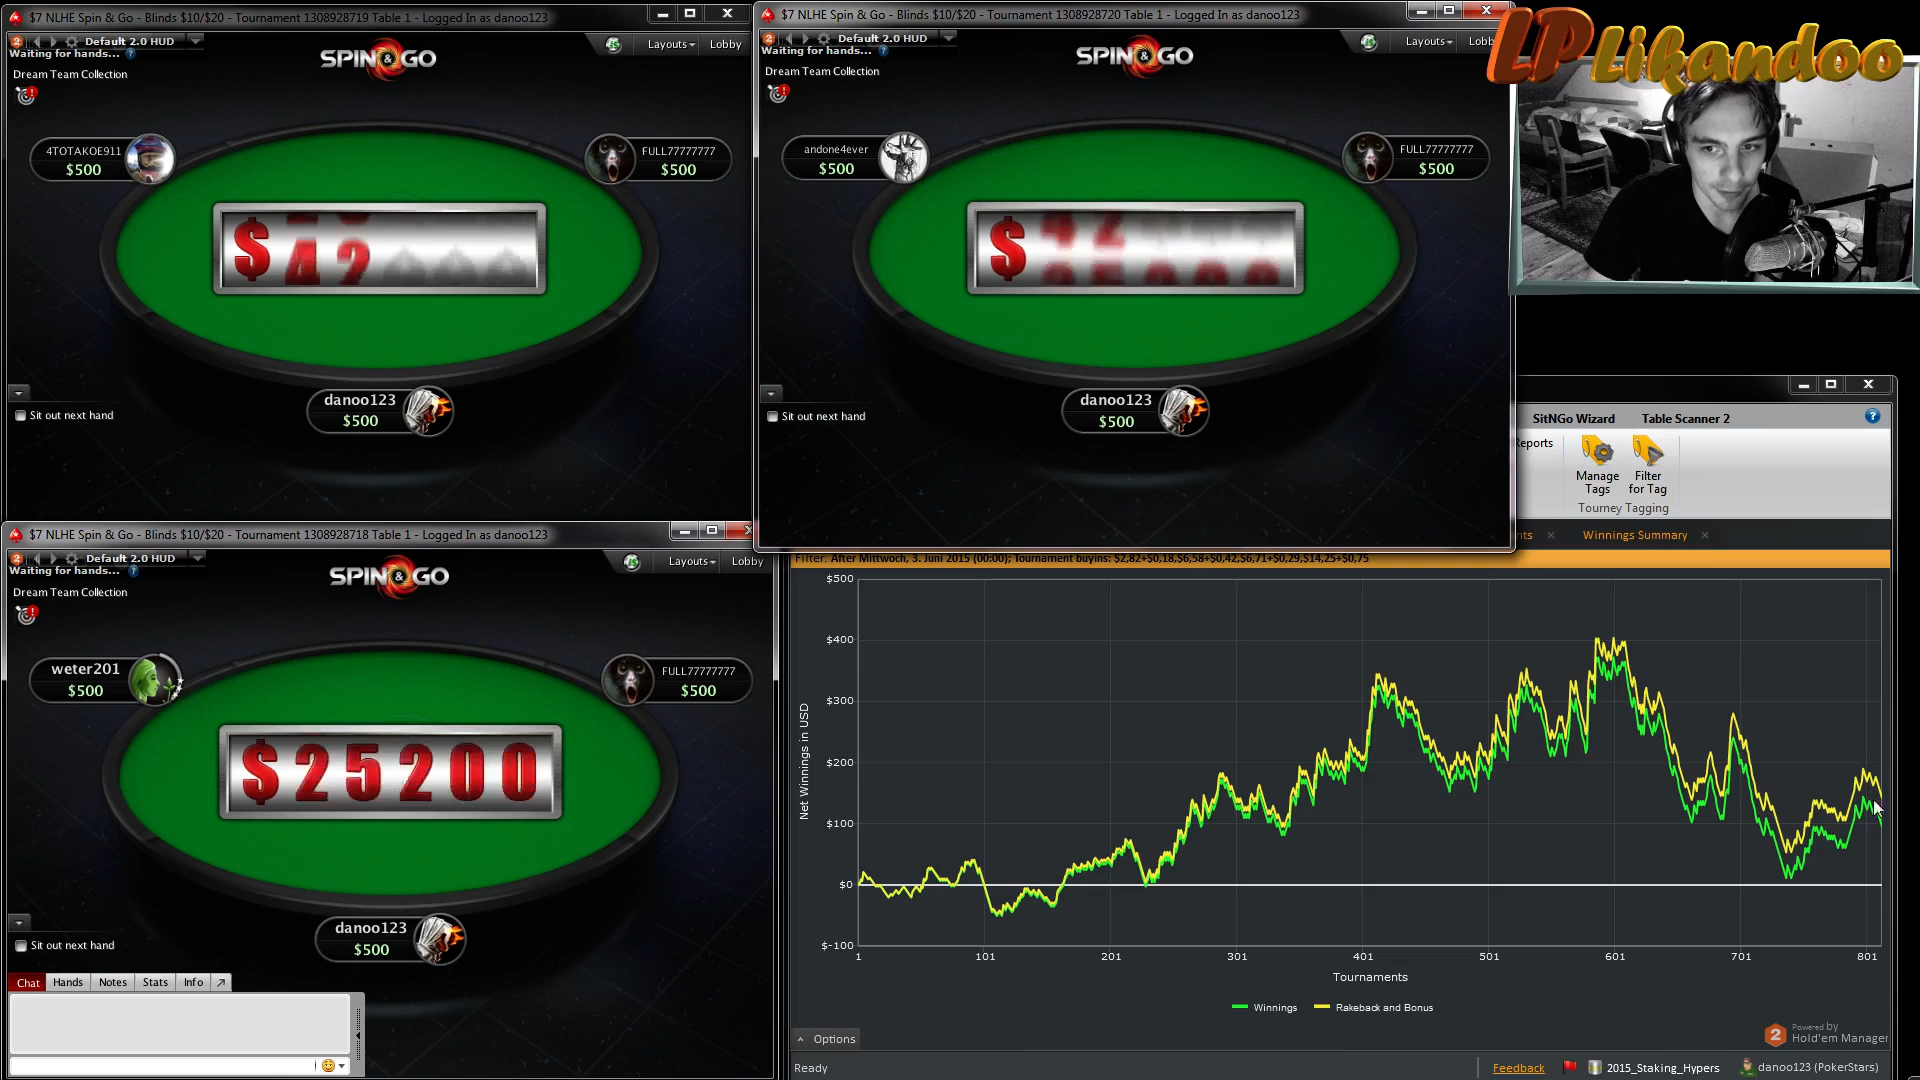 $7 NLHE Spin & Go - Blinds $10/$20 - Tournament 1308928719 Table 1 - Logged In as danoo123
Default 2.0 HUD
Waiting for hands...
Dream Team Collection
SPIN&GO
Layouts
Lobby
4TOTAKOE911
$500
FULL77777777
$500
$42
danoo123
$500
Sit out next hand
$7 NLHE Spin & Go - Blinds $10/$20 - Tournament 1308928720 Table 1 - Logged In as danoo123
Default 2.0 HUD
Waiting for hands...
Dream Team Collection
SPIN&GO
Layouts
andone4ever
$500
FULL77777777
$500
$
danoo123
$500
Sit out next hand
LP Likandoo
$7 NLHE Spin & Go - Blinds $10/$20 - Tournament 1308928718 Table 1 - Logged In as danoo123
Default 2.0 HUD
Waiting for hands...
Dream Team Collection
SPIN&GO
Layouts
Lobby
weter201
$500
FULL77777777
$500
$25200
danoo123
$500
Sit out next hand
Chat Hands Notes Stats Info
SitNGo Wizard Table Scanner 2
Reports
Manage Tags
Filter for Tag
Tourney Tagging
Winnings Summary
Filter: After Mittwoch, 3. Juni 2015 (00:00); Tournament buyins: $2,82+$0,18,$6,58+$0,42,$6,71+$0,29,$14,25+$0,75
$500
$400
$300
$200
$100
$0
$-100
Net Winnings in USD
1 101 201 301 401 501 601 701 801
Tournaments
Winnings Rakeback and Bonus
Options
Powered by
Hold'em Manager
Ready
Feedback
2015_Staking_Hypers
danoo123 (PokerStars)